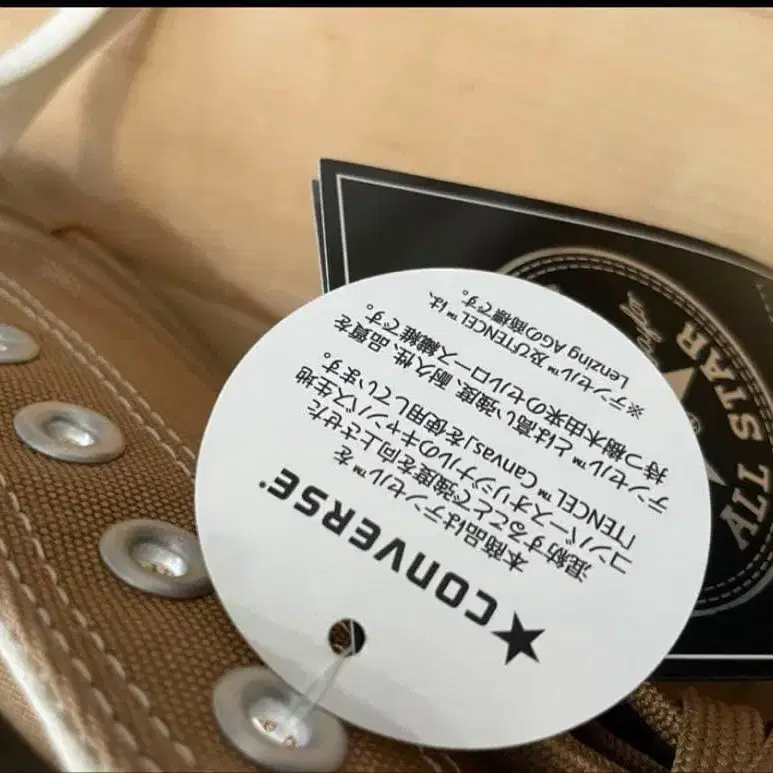 ★CONVERSE®
本商品はテンセル™を
混紡することで強度を向上させた
コンバースオリジナルのキャンバス生地
「TENCEL™ Canvas」を使用しています。
テンセル™とは高い強度、耐久性、品質を
持つ樹木由来のセルロース繊維です。
※テンセル™及びTENCEL™は、
Lenzing AGの商標です。
ALL STAR
®